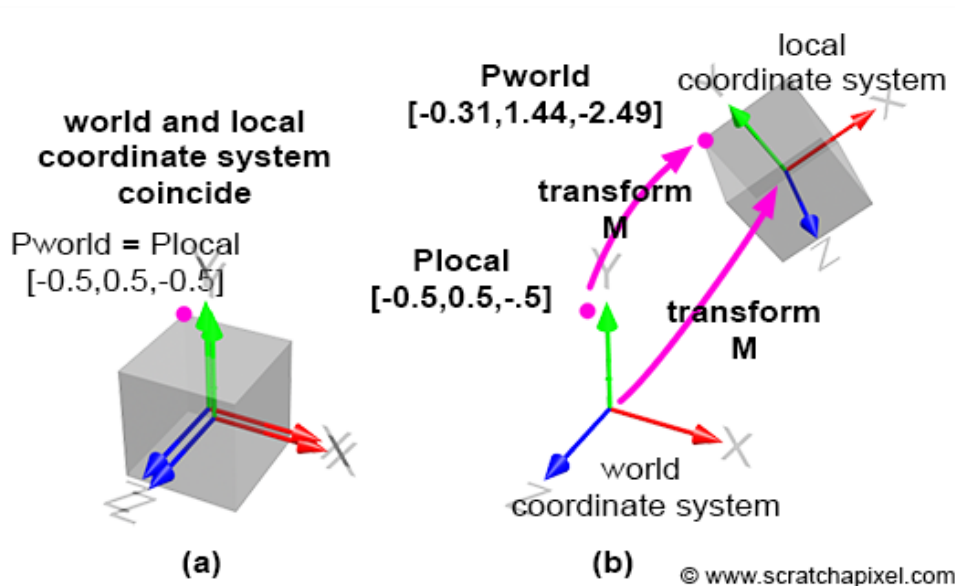 world and local
coordinate system
coincide
Pworld = Plocal
[-0.5,0.5,-0.5]
Y
X
X
Z
Z
(a)
local
coordinate system
Pworld
[-0.31,1.44,-2.49]
Y
X
Z
transform
M
Plocal
[-0.5,0.5,-.5]
Y
transform
M
X
Z
world
coordinate system
(b)
© www.scratchapixel.com